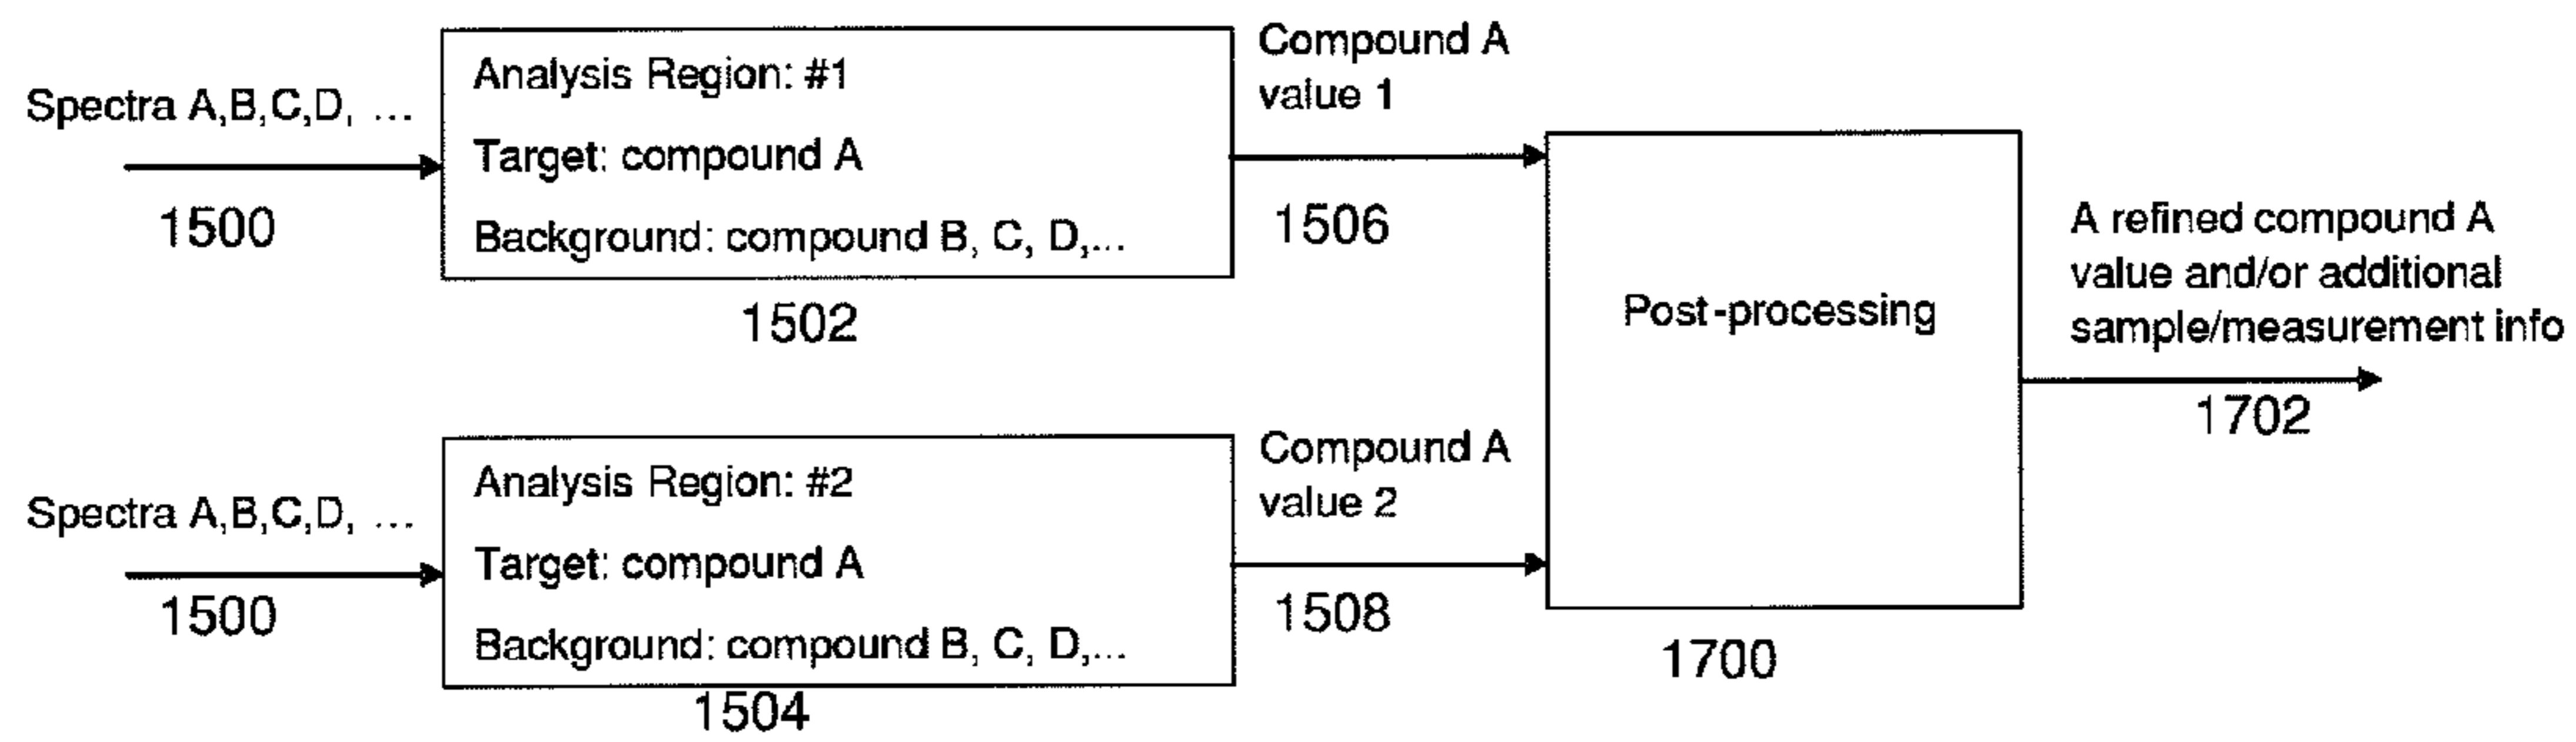 Spectra A,B,C,D, ...
1500
Analysis Region: #1
Target: compound A
Background: compound B, C, D,...
1502
Compound A
value 1
1506
Spectra A,B,C,D, ...
1500
Analysis Region: #2
Target: compound A
Background: compound B, C, D,...
1504
Compound A
value 2
1508
Post-processing
1700
A refined compound A
value and/or additional
sample/measurement info
1702